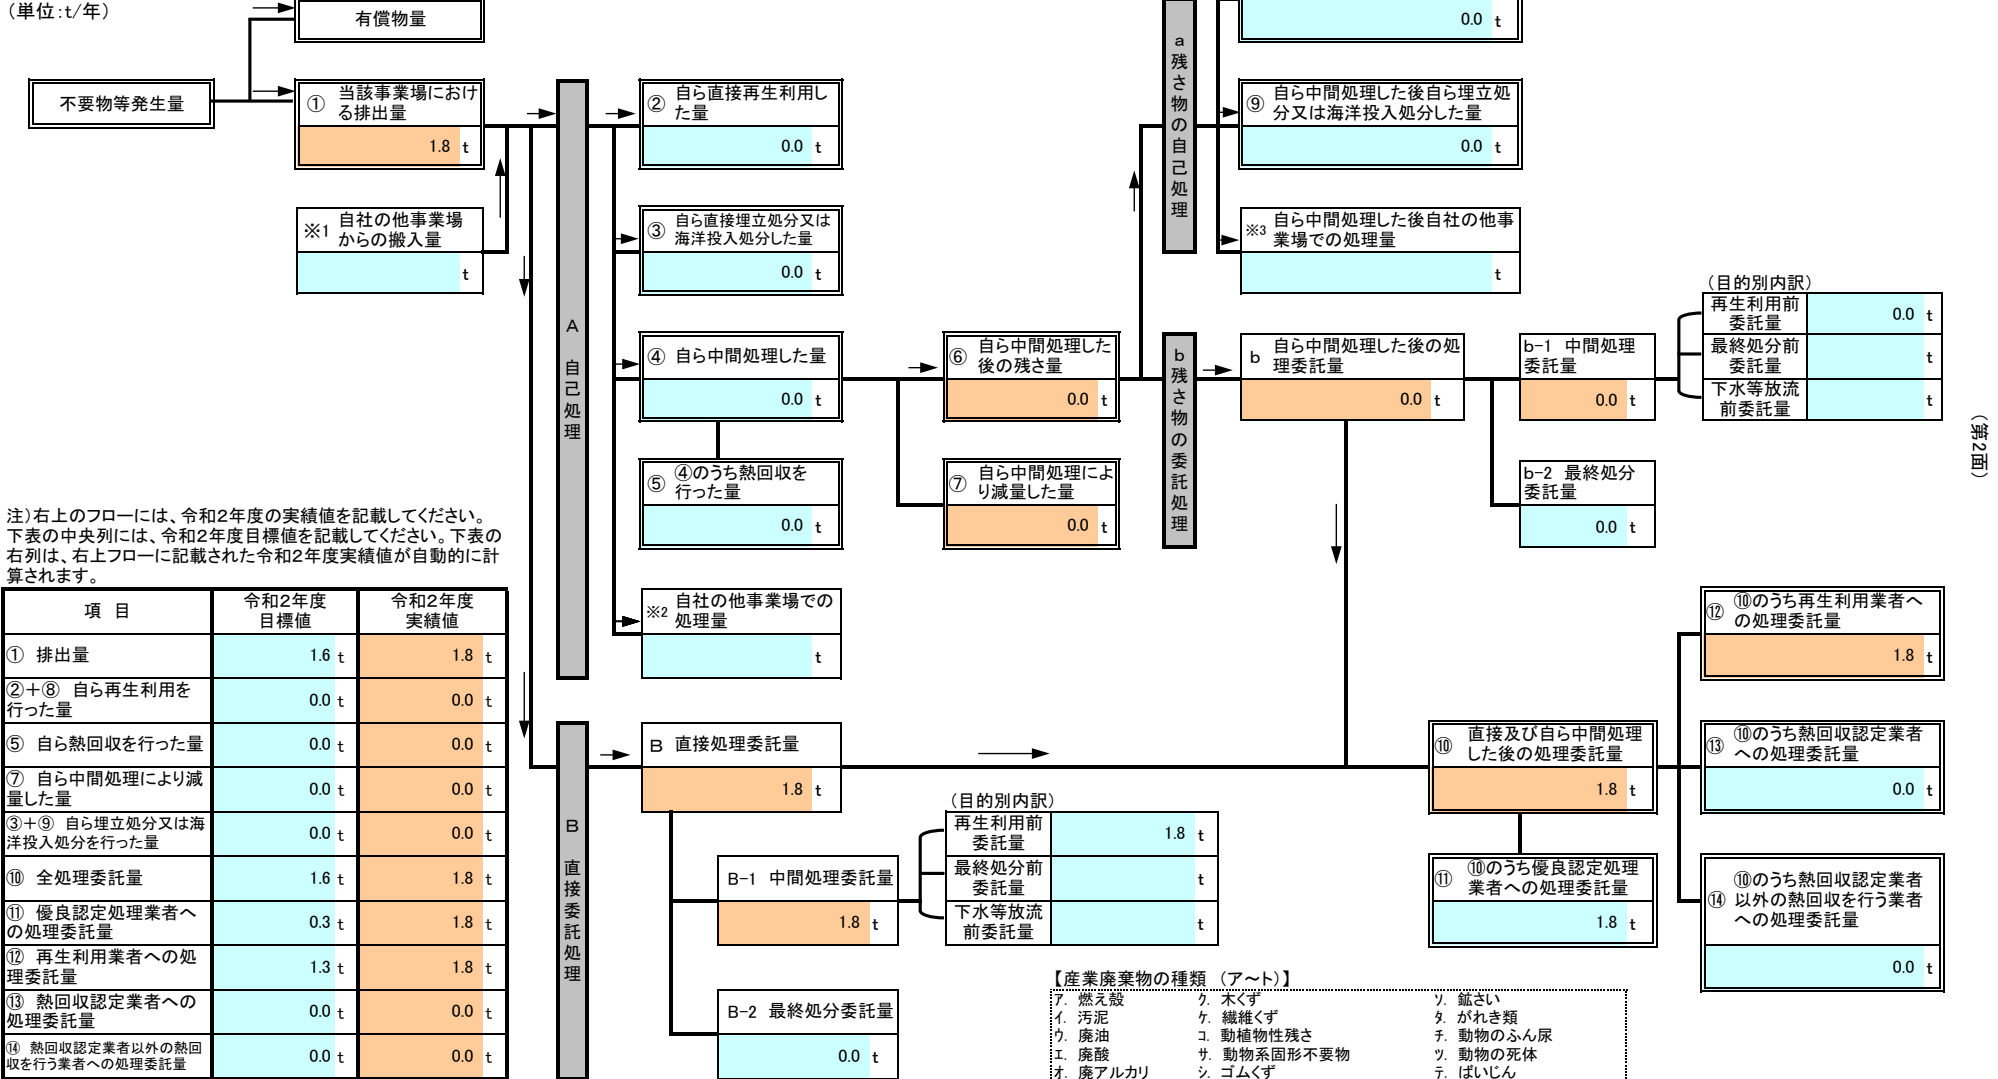 （単位：t/年）
有償物量
不要物等発生量
① 当該事業場におけ
る排出量
1.8 t
※1 自社の他事業場
からの搬入量
t
A 自己処理
② 自ら直接再生利用し
た量
0.0 t
③ 自ら直接埋立処分又は
海洋投入処分した量
0.0 t
④ 自ら中間処理した量
0.0 t
⑤ ④のうち熱回収を
行った量
0.0 t
※2 自社の他事業場での
処理量
t
⑥ 自ら中間処理した
後の残さ量
0.0 t
⑦ 自ら中間処理によ
り減量した量
0.0 t
a 残さ物の自己処理
0.0 t
⑨ 自ら中間処理した後自ら埋立処
分又は海洋投入処分した量
0.0 t
※3 自ら中間処理した後自社の他事
業場での処理量
t
b 残さ物の委託処理
b 自ら中間処理した後の処
理委託量
0.0 t
b-1 中間処理
委託量
0.0 t
b-2 最終処分
委託量
0.0 t
（目的別内訳）
再生利用前
委託量
0.0 t
最終処分前
委託量
t
下水等放流
前委託量
t
（第2面）
注）右上のフローには、令和2年度の実績値を記載してください。
下表の中央列には、令和2年度目標値を記載してください。下表の
右列は、右上フローに記載された令和2年度実績値が自動的に計
算されます。
項 目 令和2年度 目標値 令和2年度 実績値
① 排出量 1.6 t 1.8 t
②＋⑧ 自ら再生利用を
行った量 0.0 t 0.0 t
⑤ 自ら熱回収を行った量 0.0 t 0.0 t
⑦ 自ら中間処理により減
量した量 0.0 t 0.0 t
③＋⑨ 自ら埋立処分又は海
洋投入処分を行った量 0.0 t 0.0 t
⑩ 全処理委託量 1.6 t 1.8 t
⑪ 優良認定処理業者へ
の処理委託量 0.3 t 1.8 t
⑫ 再生利用業者への処
理委託量 1.3 t 1.8 t
⑬ 熱回収認定業者への
処理委託量 0.0 t 0.0 t
⑭ 熱回収認定業者以外の熱回
収を行う業者への処理委託量 0.0 t 0.0 t
B 直接委託処理
B 直接処理委託量
1.8 t
B-1 中間処理委託量
1.8 t
B-2 最終処分委託量
0.0 t
（目的別内訳）
再生利用前
委託量
1.8 t
最終処分前
委託量
t
下水等放流
前委託量
t
⑩ 直接及び自ら中間処理
した後の処理委託量
1.8 t
⑪ ⑩のうち優良認定処理
業者への処理委託量
1.8 t
⑫ ⑩のうち再生利用業者へ
の処理委託量
1.8 t
⑬ ⑩のうち熱回収認定業者
への処理委託量
0.0 t
⑭ ⑩のうち熱回収認定業者
以外の熱回収を行う業者
への処理委託量
0.0 t
【産業廃棄物の種類 （ア～ト）】
ア. 燃え殻 ク. 木くず ソ. 鉱さい
イ. 汚泥 ケ. 繊維くず タ. がれき類
ウ. 廃油 コ. 動植物性残さ チ. 動物のふん尿
エ. 廃酸 サ. 動物系固形不要物 ツ. 動物の死体
オ. 廃アルカリ シ. ゴムくず テ. ばいじん